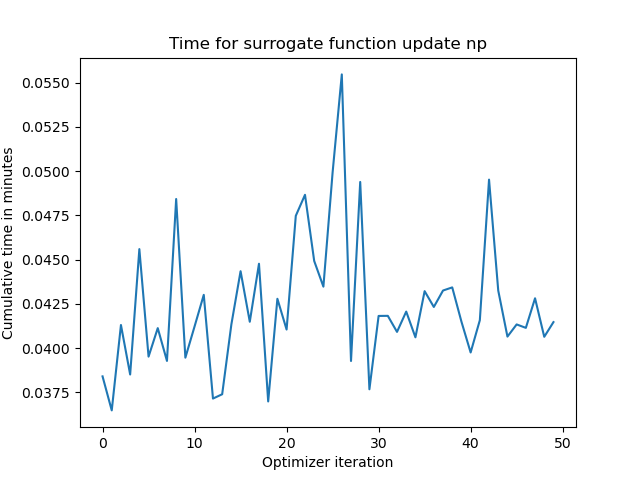 Time for surrogate function update np
Cumulative time in minutes
0.0550
0.0525
0.0500
0.0475
0.0450
0.0425
0.0400
0.0375
0 10 20 30 40 50
Optimizer iteration